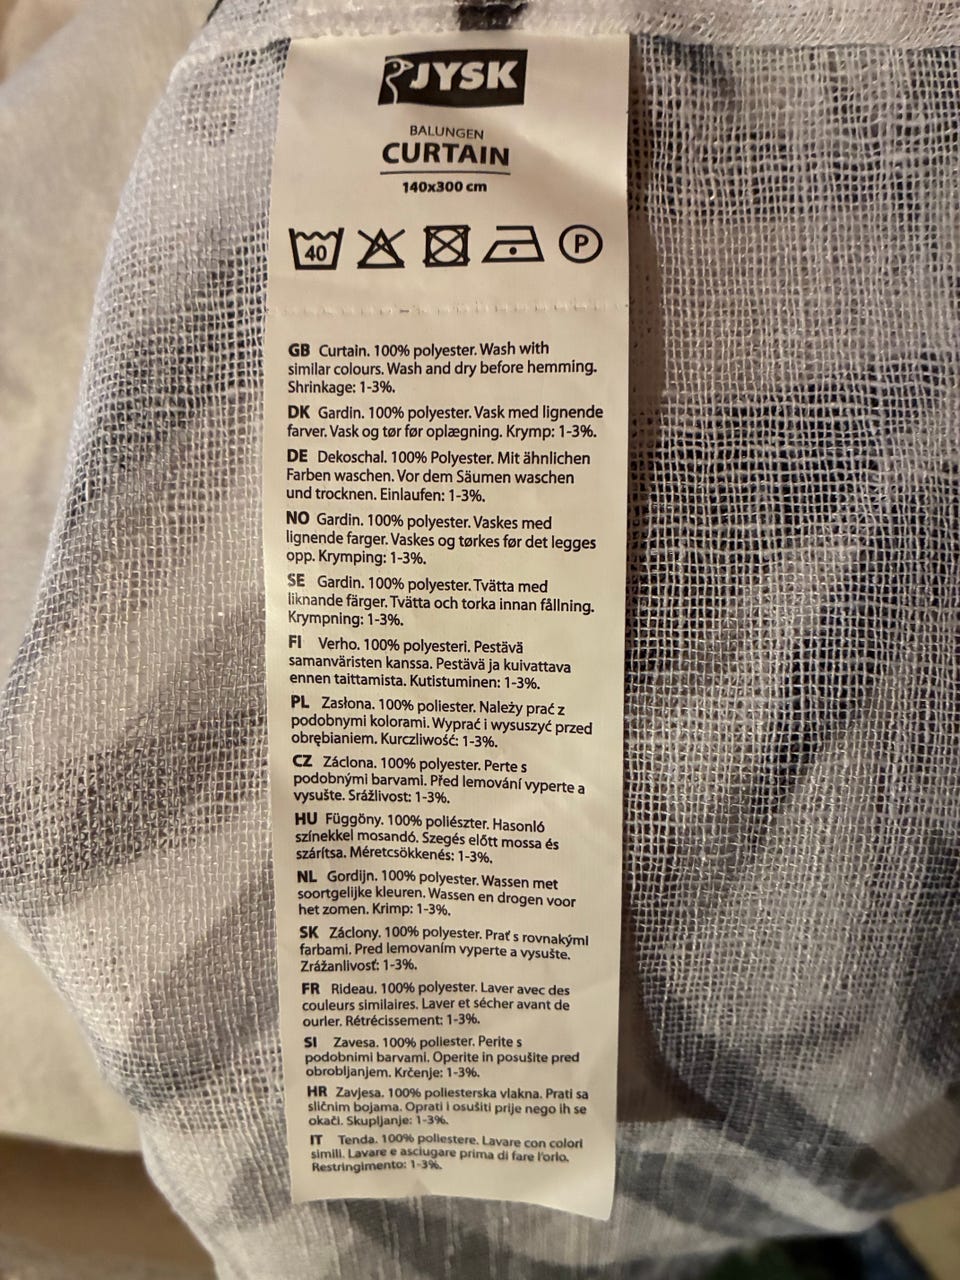 JYSK
BALUNGEN
CURTAIN
140x300 cm
40 P
GB Curtain. 100% polyester. Wash with
similar colours. Wash and dry before hemming.
Shrinkage: 1-3%.
DK Gardin. 100% polyester. Vask med lignende
farver. Vask og tør før oplægning. Krymp: 1-3%.
DE Dekoschal. 100% Polyester. Mit ähnlichen
Farben waschen. Vor dem Säumen waschen
und trocknen. Einlaufen: 1-3%.
NO Gardin. 100% polyester. Vaskes med
lignende farger. Vaskes og tørkes før det legges
opp. Krymping: 1-3%.
SE Gardin. 100% polyester. Tvätta med
liknande färger. Tvätta och torka innan fållning.
Krympning: 1-3%.
FI Verho. 100% polyesteri. Pestävä
samanväristen kanssa. Pestävä ja kuivattava
ennen taittamista. Kutistuminen: 1-3%.
PL Zasłona. 100% poliester. Należy prać z
podobnymi kolorami. Wyprać i wysuszyć przed
obrębianiem. Kurczliwość: 1-3%.
CZ Záclona. 100% polyester. Perte s
podobnými barvami. Před lemování vyperte a
vysušte. Srážlivost: 1-3%.
HU Függöny. 100% poliészter. Hasonló
színekkel mosandó. Szegés előtt mossa és
szárítsa. Méretcsökkenés: 1-3%.
NL Gordijn. 100% polyester. Wassen met
soortgelijke kleuren. Wassen en drogen voor
het zomen. Krimp: 1-3%.
SK Záclony. 100% polyester. Prať s rovnakými
farbami. Pred lemovaním vyperte a vysušte.
Zrážanlivosť: 1-3%.
FR Rideau. 100% polyester. Laver avec des
couleurs similaires. Laver et sécher avant de
ourler. Rétrécissement: 1-3%.
SI Zavesa. 100% poliester. Perite s
podobnimi barvami. Operite in posušite pred
obrobljanjem. Krčenje: 1-3%.
HR Zavjesa. 100% poliesterska vlakna. Prati sa
sličnim bojama. Oprati i osušiti prije nego ih se
okači. Skupljanje: 1-3%.
IT Tenda. 100% poliestere. Lavare con colori
simili. Lavare e asciugare prima di fare l'orlo.
Restringimento: 1-3%.